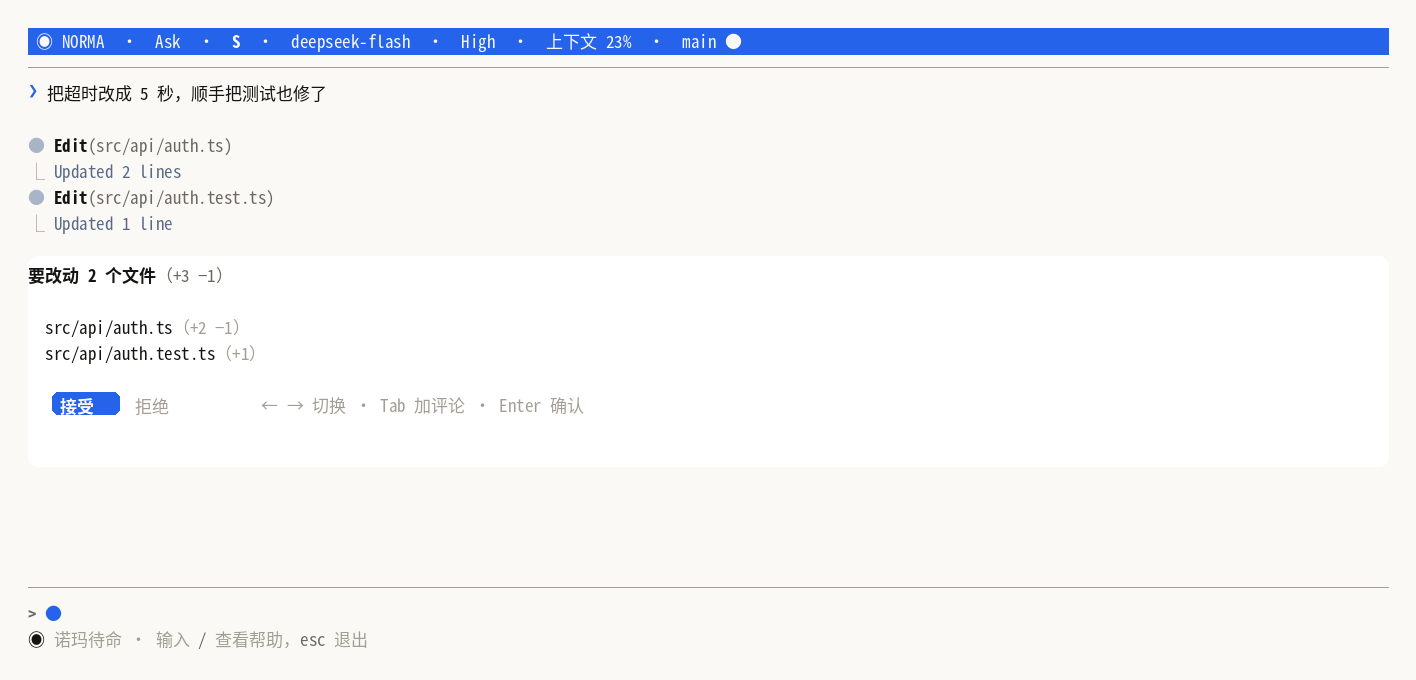 ◉ NORMA · Ask · S · deepseek-flash · High · 上下文 23% · main ●
❯ 把超时改成 5 秒，顺手把测试也修了
● Edit(src/api/auth.ts)
⎿ Updated 2 lines
● Edit(src/api/auth.test.ts)
⎿ Updated 1 line
要改动 2 个文件（+3 −1）
src/api/auth.ts（+2 −1）
src/api/auth.test.ts（+1）
接受 拒绝 ← → 切换 · Tab 加评论 · Enter 确认
> ●
◉ 诺玛待命 · 输入 / 查看帮助，esc 退出